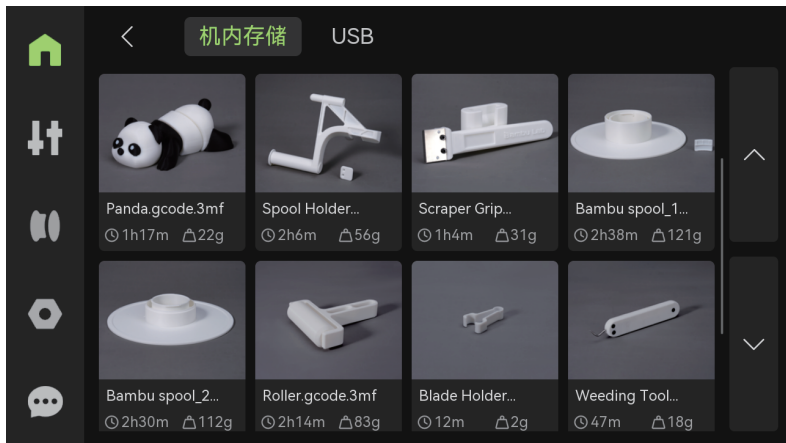 机内存储 USB
Panda.gcode.3mf Spool Holder... Scraper Grip... Bambu spool_1...
1h17m 22g 2h6m 56g 1h4m 31g 2h38m 121g
Bambu spool_2... Roller.gcode.3mf Blade Holder... Weeding Tool...
2h30m 112g 2h14m 83g 12m 2g 47m 18g